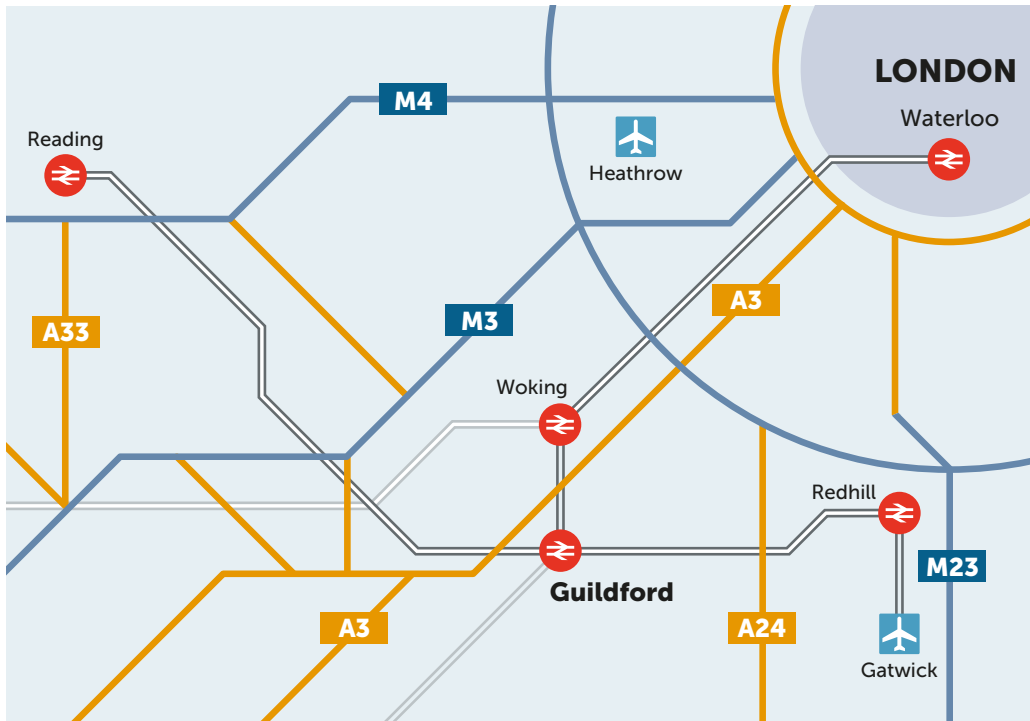 LONDON
M4
Waterloo
Reading
Heathrow
A3
M3
A33
Woking
Redhill
M23
Guildford
A3
A24
Gatwick